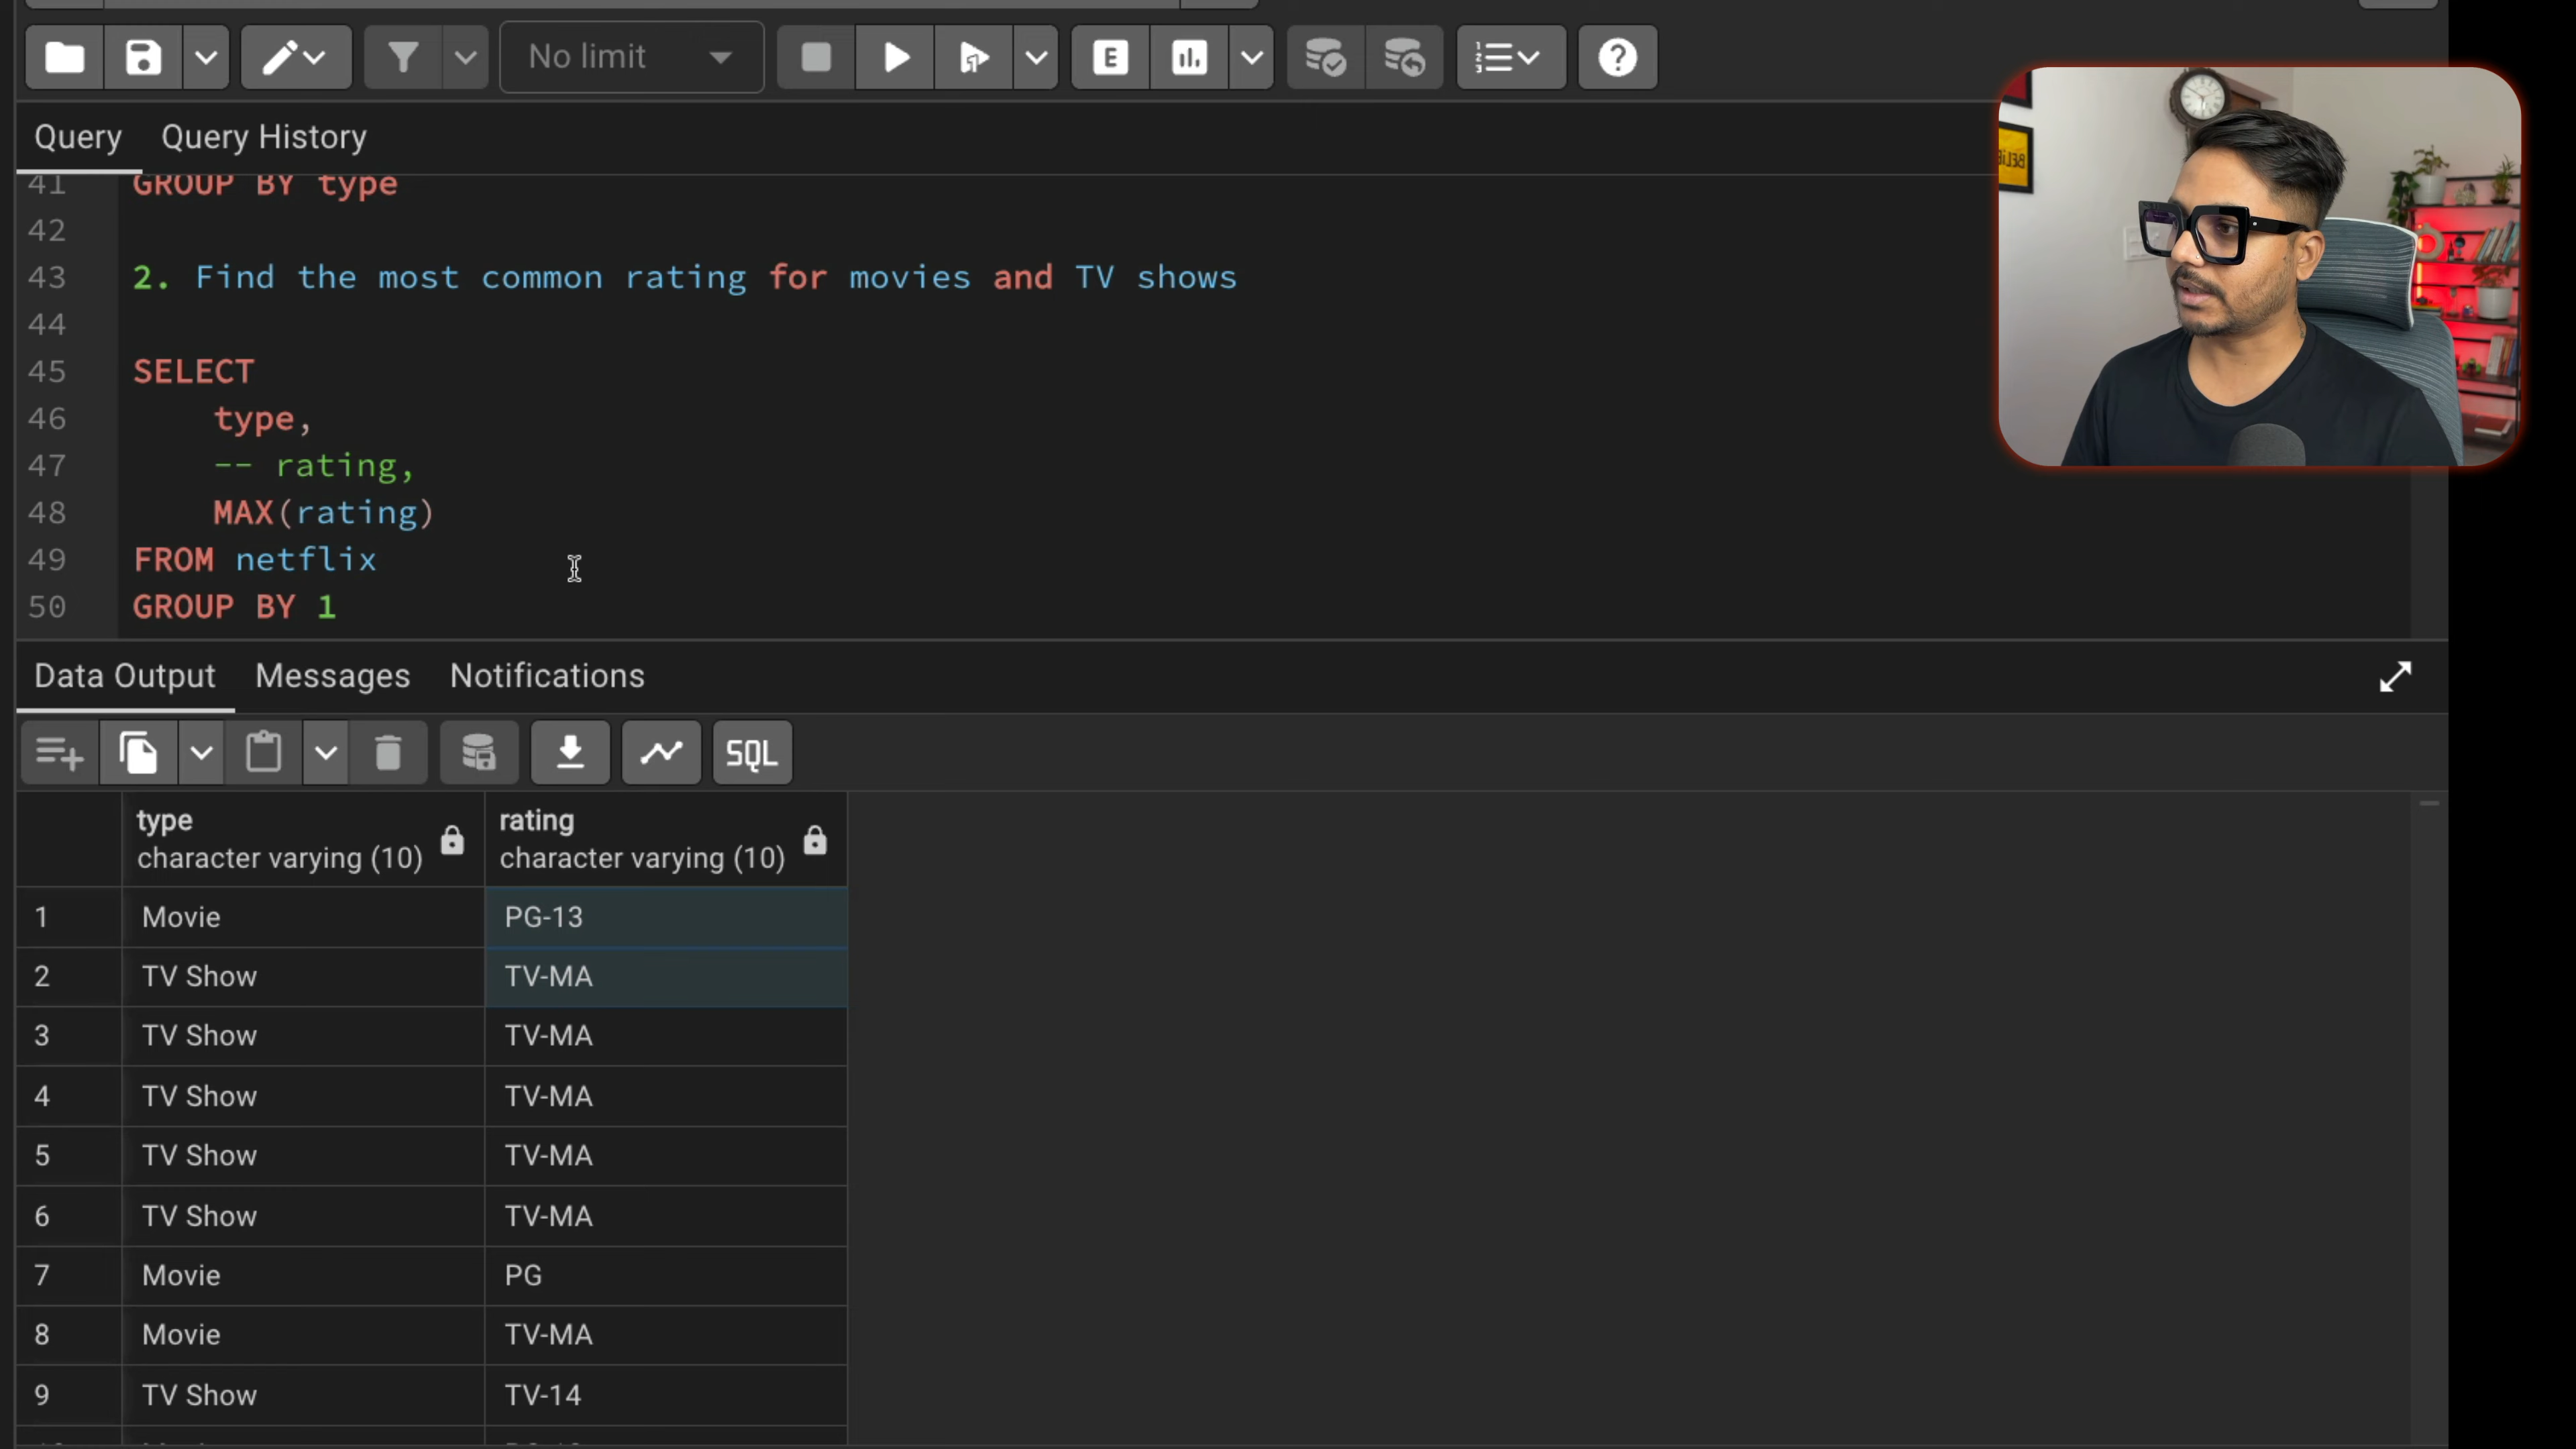 No limit
Query Query History
41 GROUP BY type
42
43 2. Find the most common rating for movies and TV shows
44
45 SELECT
46 type,
47 -- rating,
48 MAX(rating)
49 FROM netflix
50 GROUP BY 1
Data Output Messages Notifications
SQL
type rating
character varying (10) character varying (10)
1 Movie PG-13
2 TV Show TV-MA
3 TV Show TV-MA
4 TV Show TV-MA
5 TV Show TV-MA
6 TV Show TV-MA
7 Movie PG
8 Movie TV-MA
9 TV Show TV-14